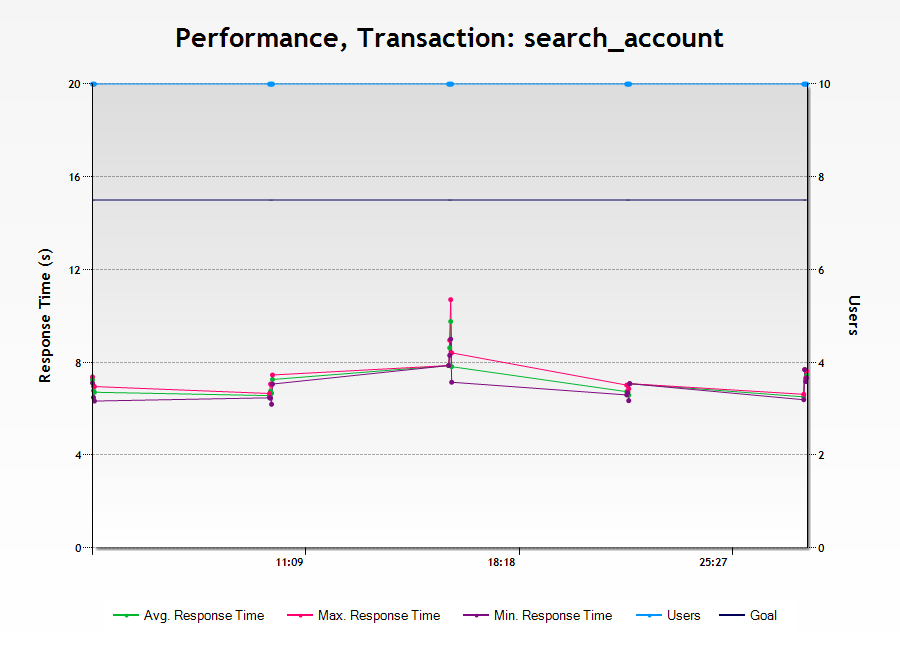 Performance, Transaction: search_account
20
16
12
8
4
0
Response Time (s)
10
8
6
4
2
0
Users
11:09
18:18
25:27
Avg. Response Time
Max. Response Time
Min. Response Time
Users
Goal